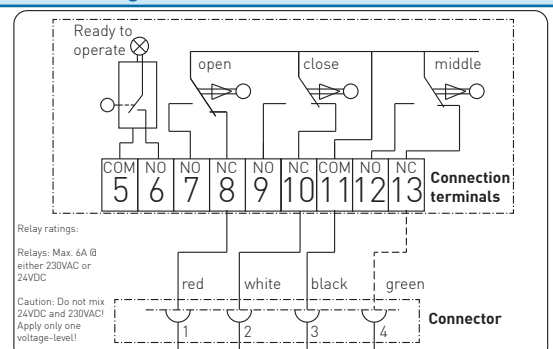 Ready to
operate
open
close
middle
COM NO NO NC NO NC COM NO NC
5 6 7 8 9 10 11 12 13
Connection
terminals
Relay ratings:
Relays: Max. 6A @
either 230VAC or
24VDC
Caution: Do not mix
24VDC and 230VAC!
Apply only one
voltage-level!
red white black green
1 2 3 4
Connector